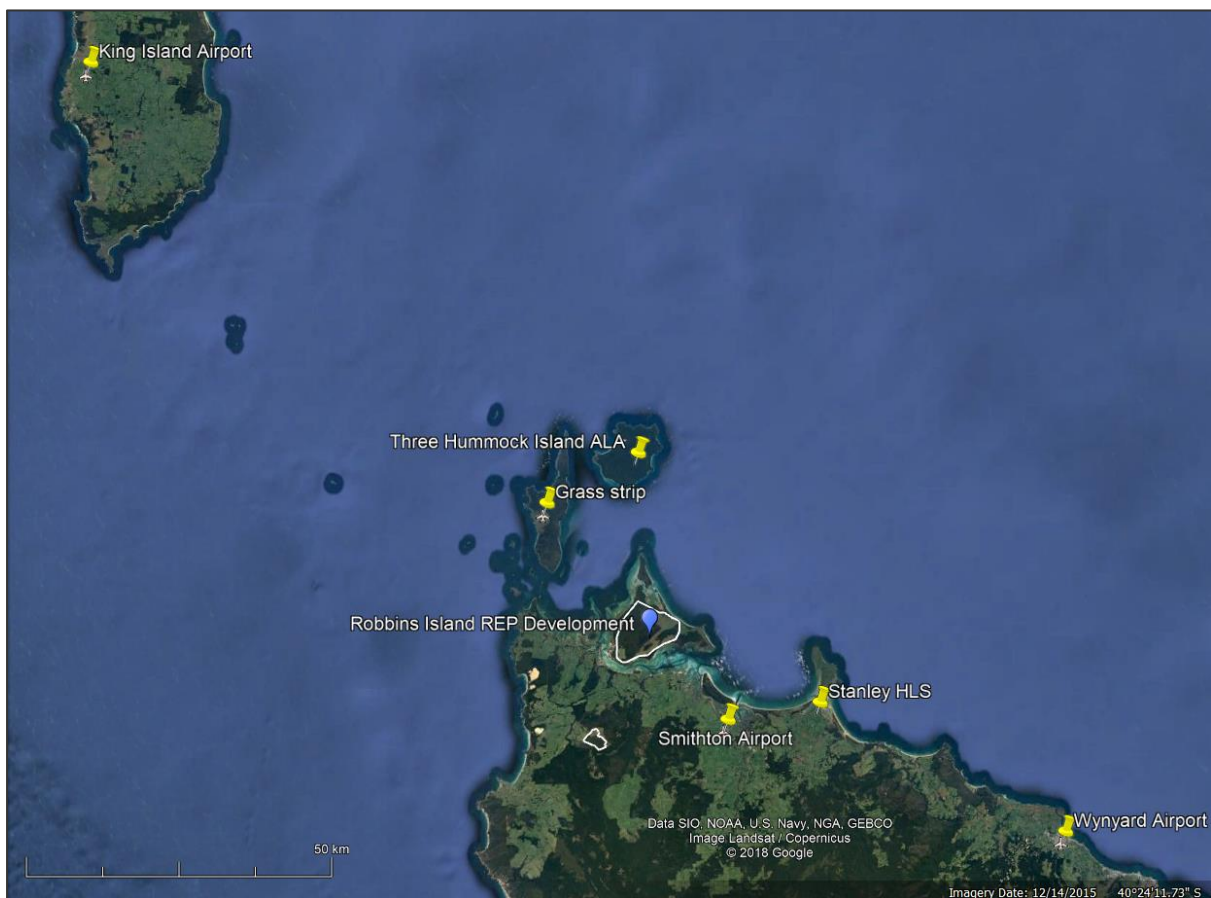 King Island Airport
Three Hummock Island ALA
Grass strip
Robbins Island REP Development
Stanley HLS
Smithton Airport
Wynyard Airport
Data SIO, NOAA, U.S. Navy, NGA, GEBCO
Image Landsat / Copernicus
© 2018 Google
50 km
Imagery Date: 12/14/2015 40°24'11.73" S